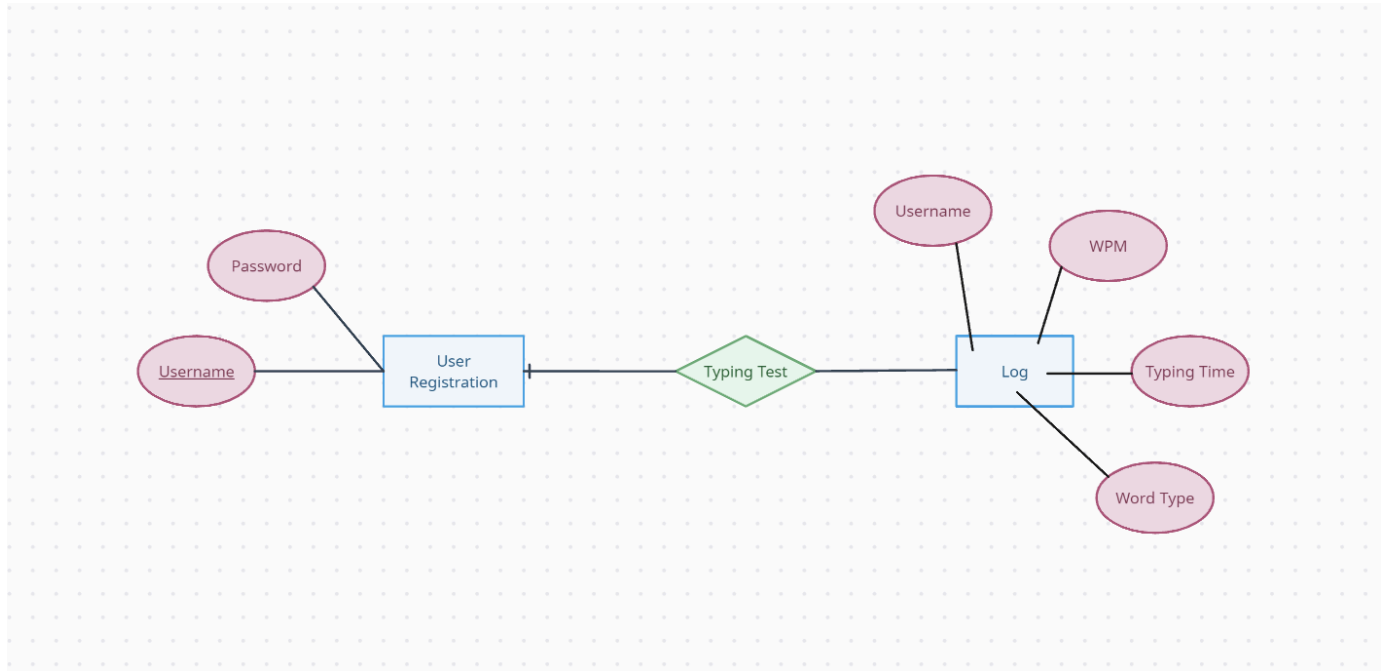 Username
WPM
Password
User
Registration
Username
Typing Test
Log
Typing Time
Word Type